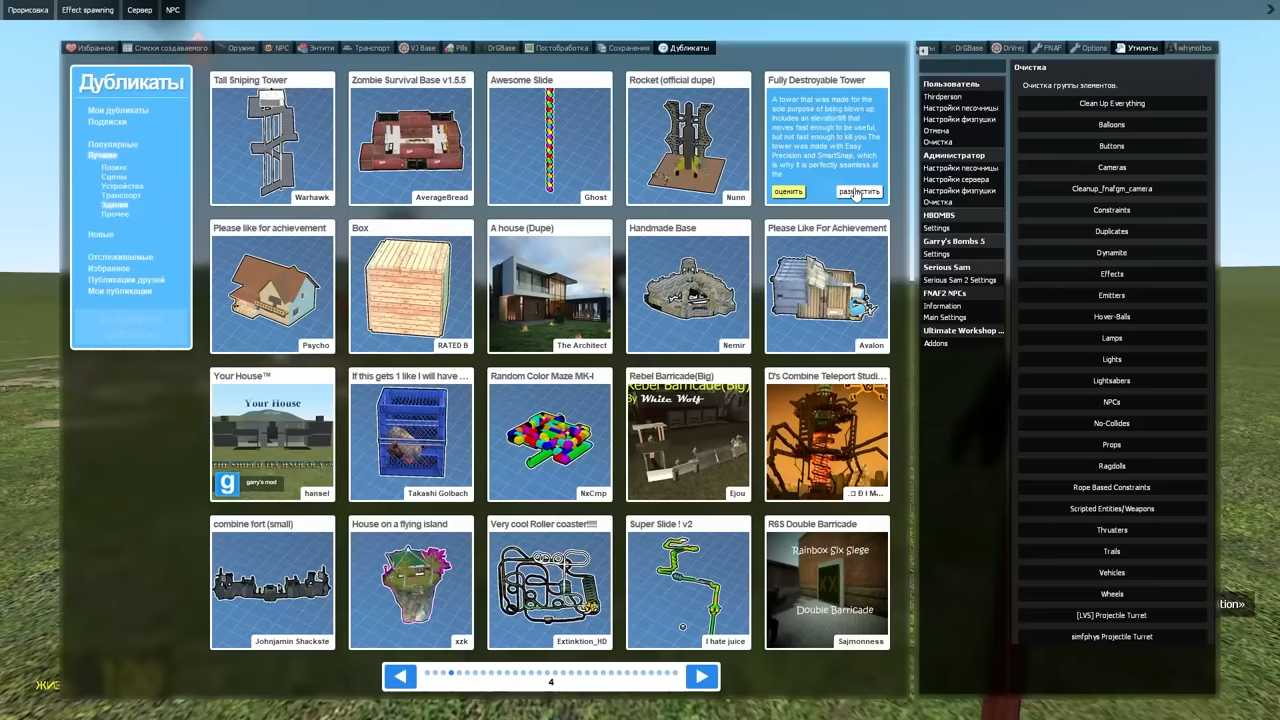 Прорисовка Effect spawning Сервер NPC
Избранное Списки создаваемого Оружие NPC Энтити Транспорт VJ Base Pills DrGBase Постобработка Сохранения Дубликаты
Дубликаты
Мои дубликаты
Подписки
Популярные
Лучшие
Позинг
Сцены
Устройства
Транспорт
Здание
Прочее
Новые
Отслеживаемые
Избранное
Публикации друзей
Мои публикации
Tall Sniping Tower
Warhawk
Zombie Survival Base v1.5.5
AverageBread
Awesome Slide
Ghost
Rocket (official dupe)
Nunn
Fully Destroyable Tower
A tower that was made for the
sole purpose of being blown up.
Includes an elevator/lift that
moves fast enough to be useful,
but not fast enough to kill you.The
tower was made with Easy
Precision and SmartSnap, which
is why it is perfectly seamless at
the
оценить
Please like for achievement
Psycho
Box
RATED B
A house (Dupe)
The Architect
Handmade Base
Nemir
Please Like For Achievement
Avalon
Your House™
Your House
g garry's mod
hansel
If this gets 1 like I will have ...
Takashi Golbach
Random Color Maze MK-I
NxCmp
Rebel Barricade(Big)
Rebel Barricade(Big)
By White Wolf
Ejou
D's Combine Teleport Studi...
combine fort (small)
Johnjamin Shackste
House on a flying island
xzk
Very cool Roller coaster!!!!!
Extinktion_HD
Super Slide ! v2
I hate juice
R6S Double Barricade
Rainbox Six Siege
Double Barricade
Sajmonness
4
DrGBase DrVrej FNAF Options Утилиты whynotboi
Пользователь
Thirdperson
Настройки песочницы
Настройки физпушки
Отмена
Очистка
Администратор
Настройки песочницы
Настройки сервера
Настройки физпушки
Очистка
HBOMBS
Settings
Garry's Bombs 5
Settings
Serious Sam
Serious Sam 2 Settings
FNAF2 NPCs
Information
Main Settings
Ultimate Workshop ...
Addons
Очистка
Очистка группы элементов.
Clean Up Everything
Balloons
Buttons
Cameras
Cleanup_fnafgm_camera
Constraints
Duplicates
Dynamite
Effects
Emitters
Hover-Balls
Lamps
Lights
Lightsabers
NPCs
No-Collides
Props
Ragdolls
Rope Based Constraints
Scripted Entities/Weapons
Thrusters
Trails
Vehicles
Wheels
[LVS] Projectile Turret
simfphys Projectile Turret
tion»